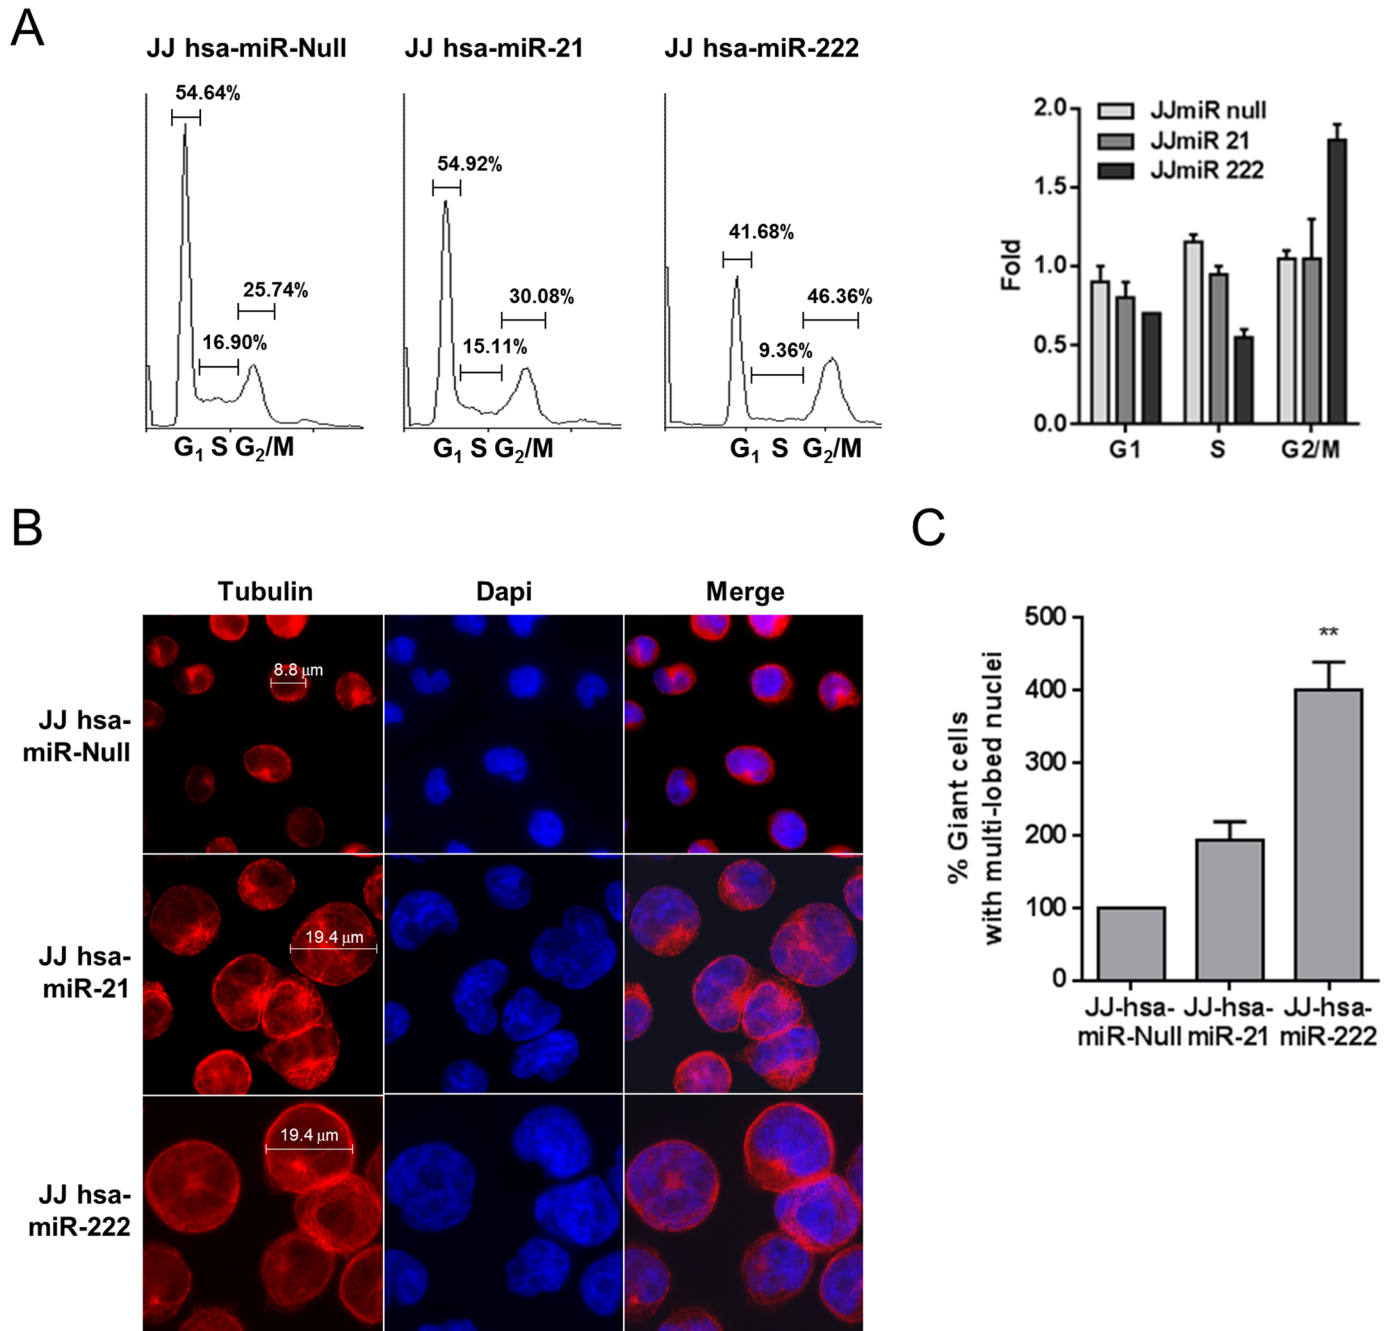 A
JJ hsa-miR-Null
JJ hsa-miR-21
JJ hsa-miR-222
54.64%
25.74%
16.90%
G1 S G2/M
54.92%
30.08%
15.11%
G1 S G2/M
41.68%
46.36%
9.36%
G1 S G2/M
Fold
2.0
1.5
1.0
0.5
0.0
JJmiR null
JJmiR 21
JJmiR 222
G1
S
G2/M
B
Tubulin
Dapi
Merge
JJ hsa-
miR-Null
8.8 μm
JJ hsa-
miR-21
19.4 μm
JJ hsa-
miR-222
19.4 μm
C
% Giant cells
with multi-lobed nuclei
500
400
300
200
100
0
**
JJ-hsa-
miR-Null
JJ-hsa-
miR-21
JJ-hsa-
miR-222